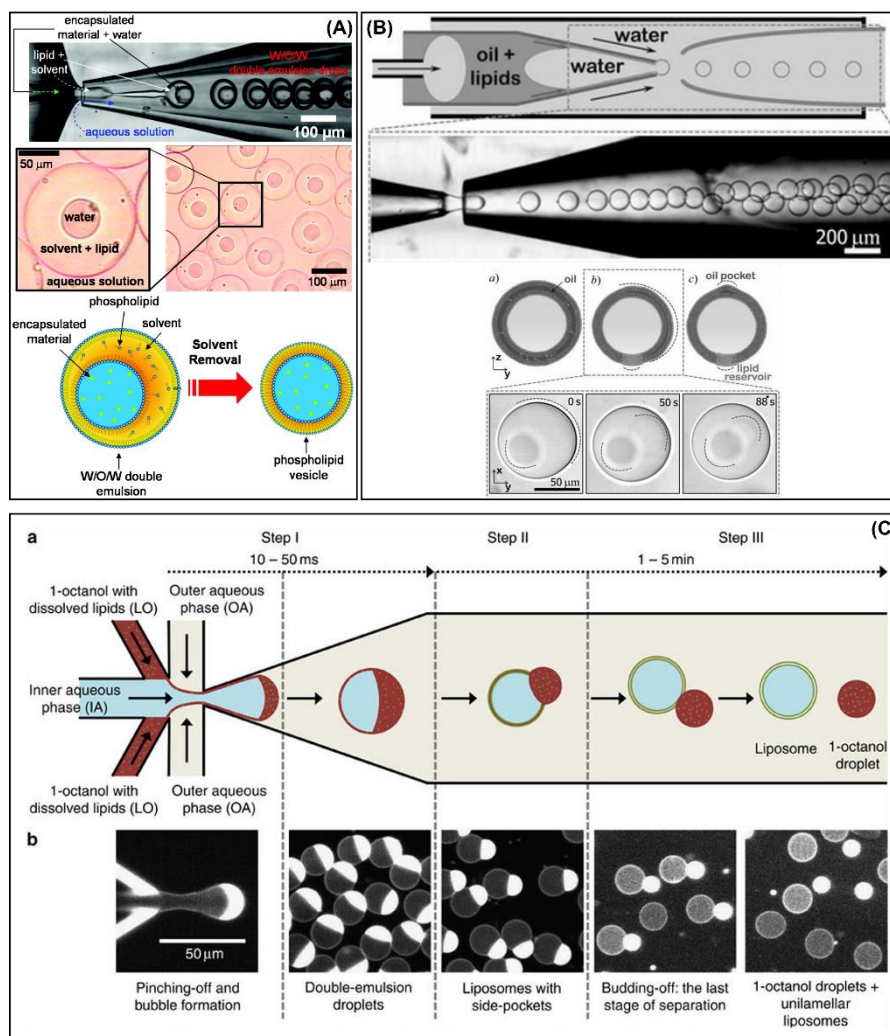 (A)
encapsulated
material + water
lipid +
solvent
W/O/W
double emulsion drops
aqueous solution
100 µm
50 µm
water
solvent + lipid
aqueous solution
100 µm
phospholipid
encapsulated
material
solvent
Solvent
Removal
W/O/W double
emulsion
phospholipid
vesicle
(B)
oil +
lipids
water
water
200 µm
a)
oil
b)
c)
oil pocket
z
y
lipid
reservoir
0 s
50 s
88 s
x
y
50 µm
(C)
a
Step I
Step II
Step III
10 – 50 ms
1 – 5 min
1-octanol with
dissolved lipids (LO)
Outer aqueous
phase (OA)
Inner aqueous
phase (IA)
1-octanol with
dissolved lipids (LO)
Outer aqueous
phase (OA)
Liposome
1-octanol
droplet
b
50 µm
Pinching-off and
bubble formation
Double-emulsion
droplets
Liposomes with
side-pockets
Budding-off: the last
stage of separation
1-octanol droplets +
unilamellar
liposomes